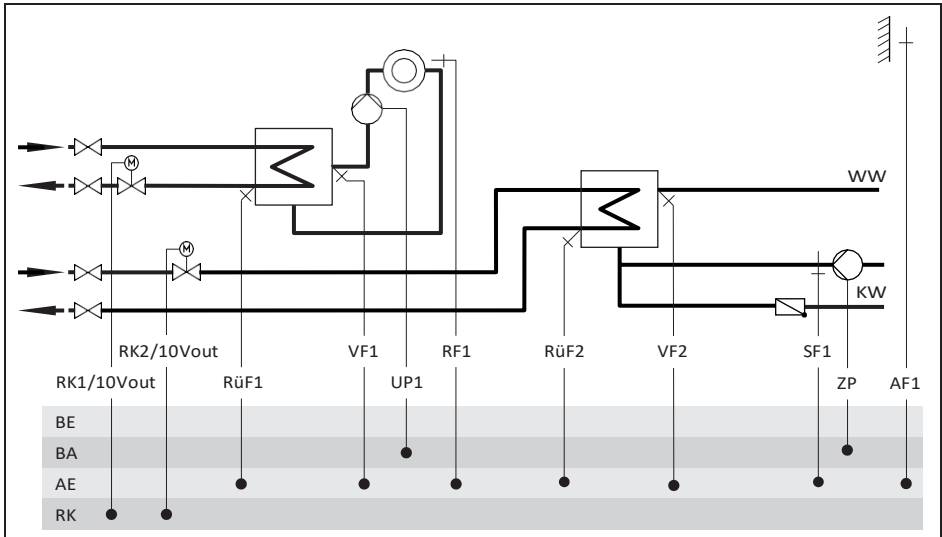 M
WW
M
KW
RK2/10Vout VF1 RF1 RüF2 VF2 SF1
RK1/10Vout RüF1 UP1 ZP AF1
BE
BA
AE
RK